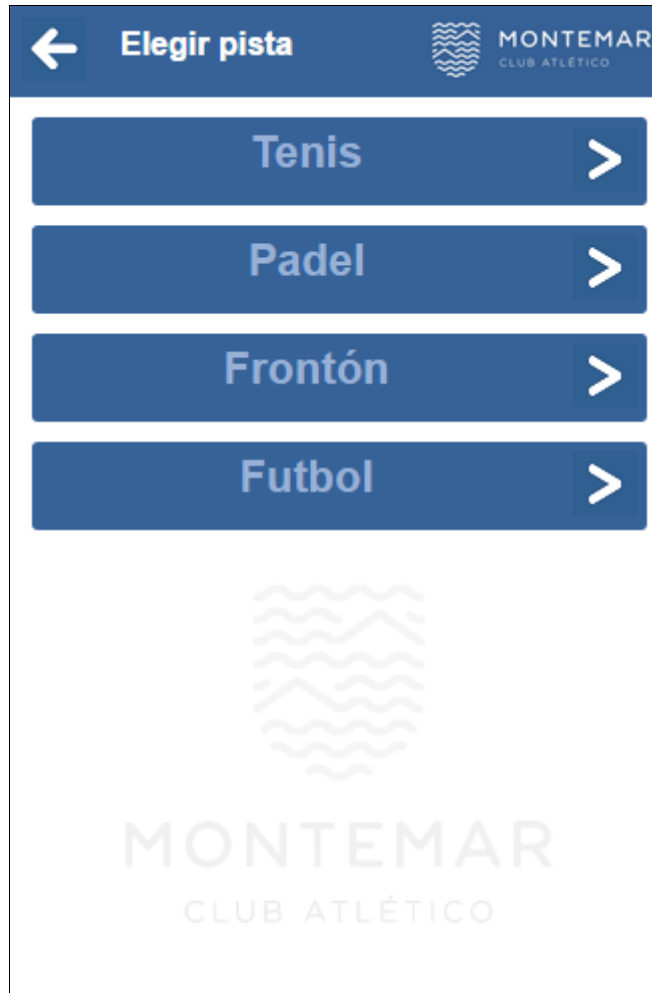 Elegir pista
MONTEMAR
CLUB ATLÉTICO
Tenis
Padel
Frontón
Futbol
MONTEMAR
CLUB ATLÉTICO